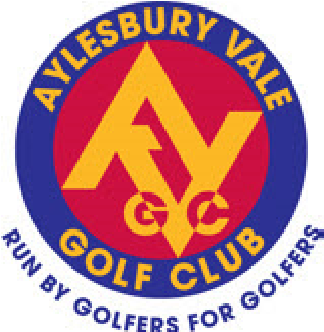 AYLESBURY VALE
AV
GC
GOLF CLUB
RUN BY GOLFERS FOR GOLFERS